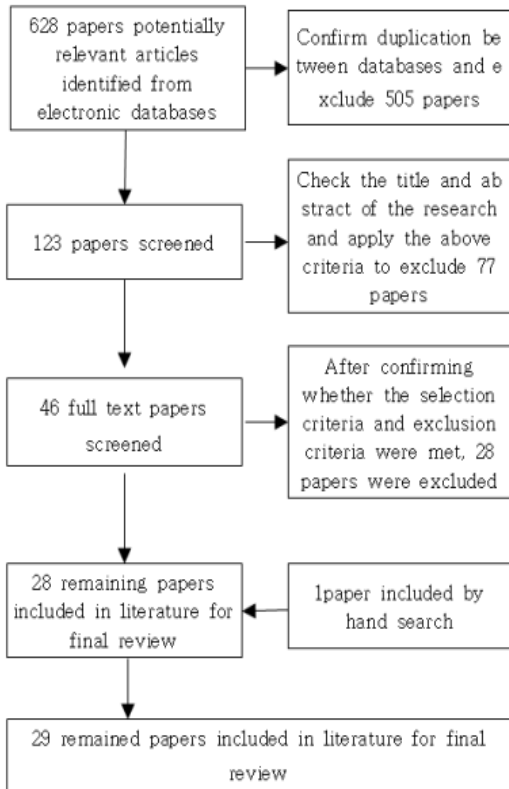 628 papers potentially
relevant articles
identified from
electronic databases
Confirm duplication be
tween databases and e
xclude 505 papers
123 papers screened
Check the title and ab
stract of the research
and apply the above
criteria to exclude 77
papers
46 full text papers
screened
After confirming
whether the selection
criteria and exclusion
criteria were met, 28
papers were excluded
28 remaining papers
included in literature for
final review
1paper included by
hand search
29 remained papers included in literature for final
review